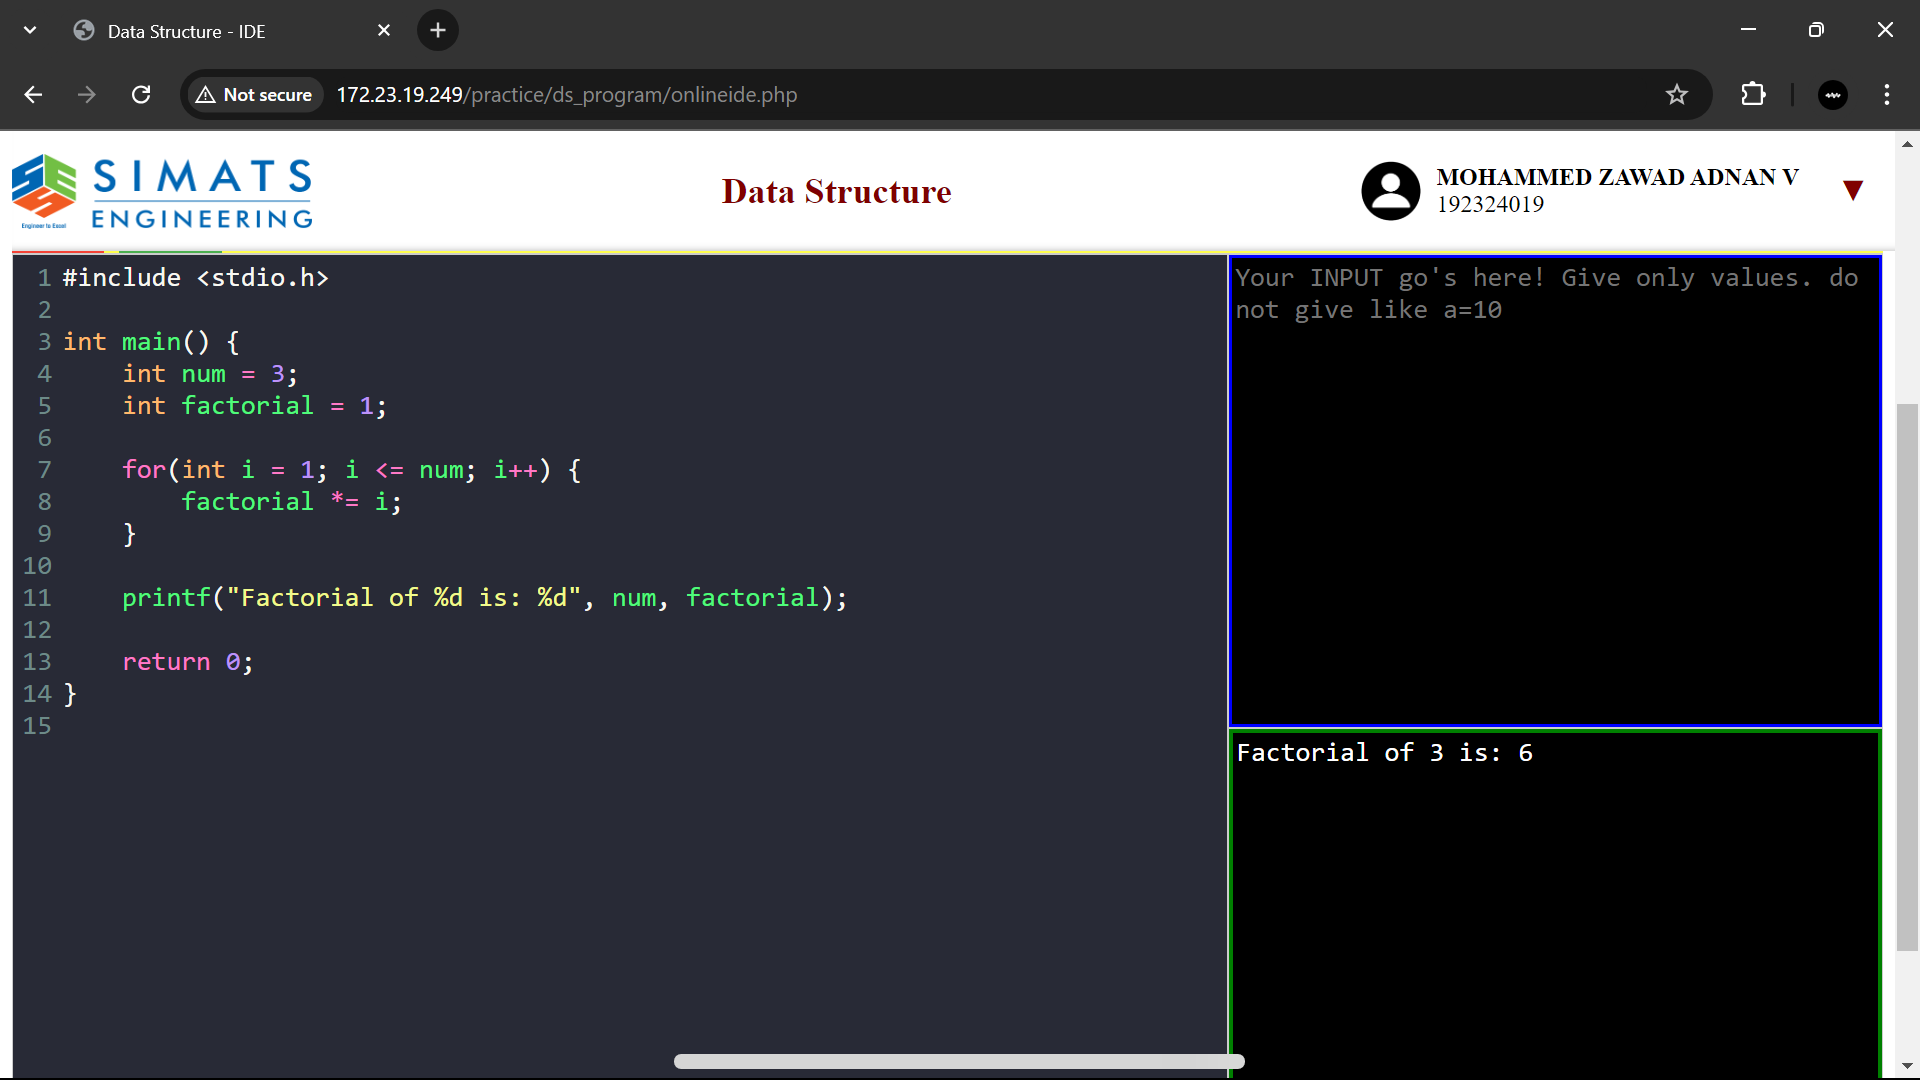 Data Structure - IDE
Not secure 172.23.19.249/practice/ds_program/onlineide.php
SIMATS
ENGINEERING
Engineer to Excel
Data Structure
MOHAMMED ZAWAD ADNAN V
192324019
1 #include <stdio.h>
2
3 int main() {
4     int num = 3;
5     int factorial = 1;
6
7     for(int i = 1; i <= num; i++) {
8         factorial *= i;
9     }
10
11     printf("Factorial of %d is: %d", num, factorial);
12
13     return 0;
14 }
15
Your INPUT go's here! Give only values. do
not give like a=10
Factorial of 3 is: 6